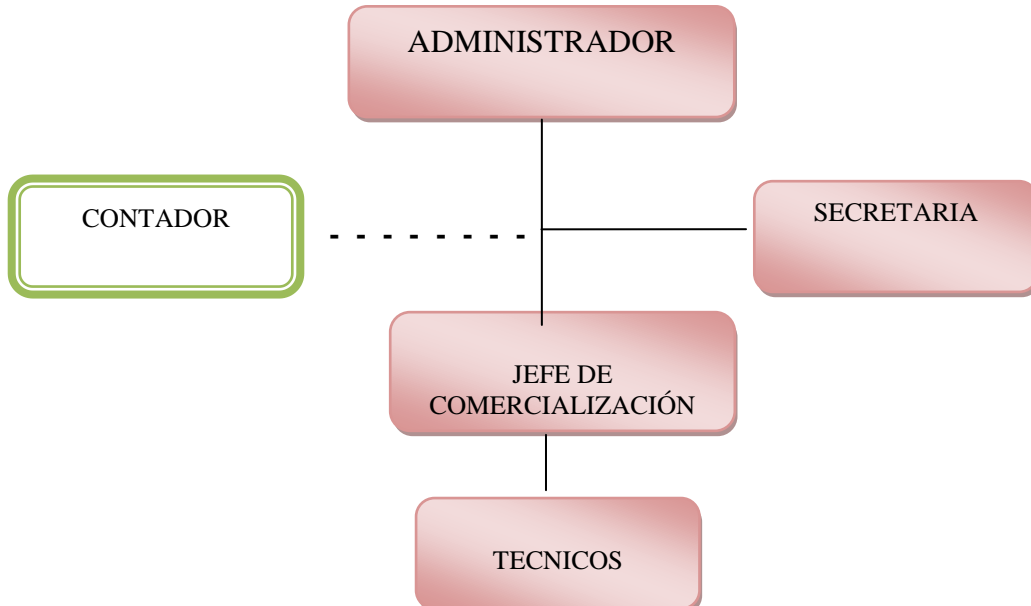 ADMINISTRADOR
CONTADOR
SECRETARIA
JEFE DE
COMERCIALIZACIÓN
TECNICOS